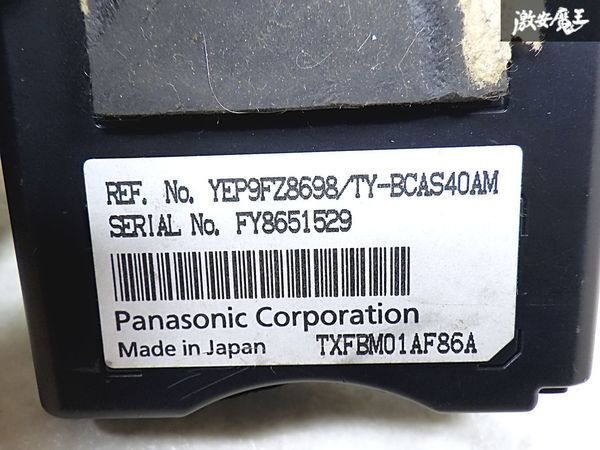 激安魔王
REF. No. YEP9FZ8698/TY-BCAS40AM
SERIAL No. FY8651529
Panasonic Corporation
Made in Japan TXFBM01AF86A